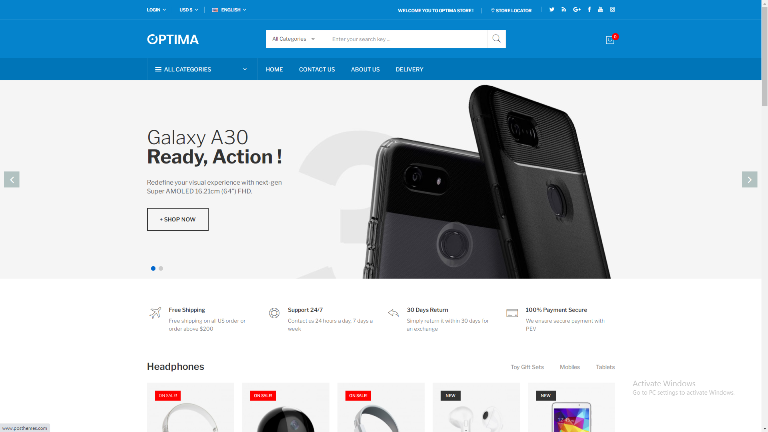 LOGIN
USD $
ENGLISH
WELCOME YOU TO OPTIMA STORE!
STORE LOCATOR
OPTIMA
All Categories
Enter your search key ...
0
ALL CATEGORIES
HOME
CONTACT US
ABOUT US
DELIVERY
Galaxy A30
Ready, Action !
Redefine your visual experience with next-gen
Super AMOLED 16.21cm (64") FHD.
+ SHOP NOW
Free Shipping
Free shipping on all US order or
order above $200
Support 24/7
Contact us 24 hours a day, 7 days a
week
30 Days Return
Simply return it within 30 days for
an exchange
100% Payment Secure
We ensure secure payment with
PEV
Headphones
Toy Gift Sets
Mobiles
Tablets
ON SALE!
ON SALE!
ON SALE!
NEW
NEW
Activate Windows
Go to PC settings to activate Windows.
www.porthemes.com